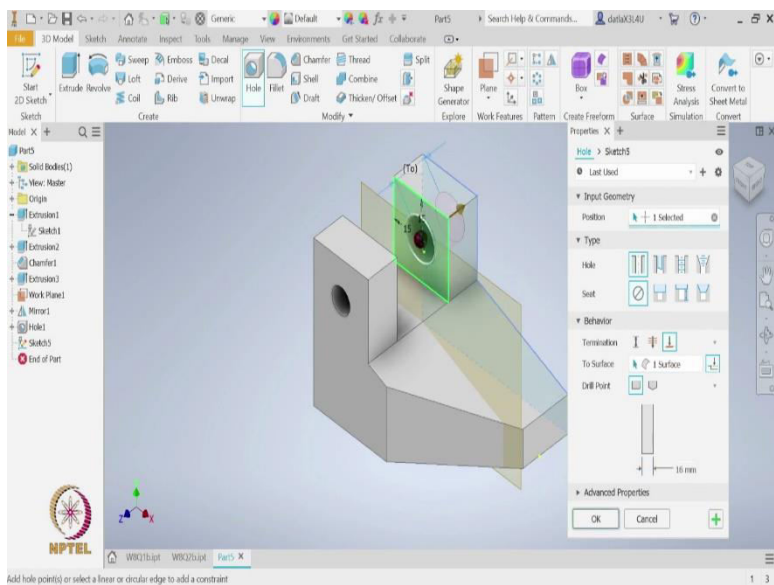 Generic
Default
Part5
Search Help & Commands...
datlaX3L4U
File 3D Model Sketch Annotate Inspect Tools Manage View Environments Get Started Collaborate
Start
2D Sketch
Extrude Revolve
Sweep Emboss Decal
Loft Derive Import
Coil Rib Unwrap
Hole Fillet
Chamfer Thread Split
Shell Combine
Draft Thicken/ Offset
Shape
Generator
Plane
Box
Stress
Analysis
Convert to
Sheet Metal
Sketch Create Modify Explore Work Features Pattern Create Freeform Surface Simulation Convert
Model X +
Part5
Solid Bodies(1)
View: Master
Origin
Extrusion1
Sketch1
Extrusion2
Chamfer1
Extrusion3
Work Plane1
Mirror1
Hole1
Sketch5
End of Part
(To)
15
15
Z X
Properties X +
Hole > Sketch5
Last Used
Input Geometry
Position 1 Selected
Type
Hole
Seat
Behavior
Termination
To Surface 1 Surface
Drill Point
16 mm
Advanced Properties
OK Cancel
NPTEL
W8Q1b.ipt W8Q2b.ipt Part5 X
Add hole point(s) or select a linear or circular edge to add a constraint
1 3